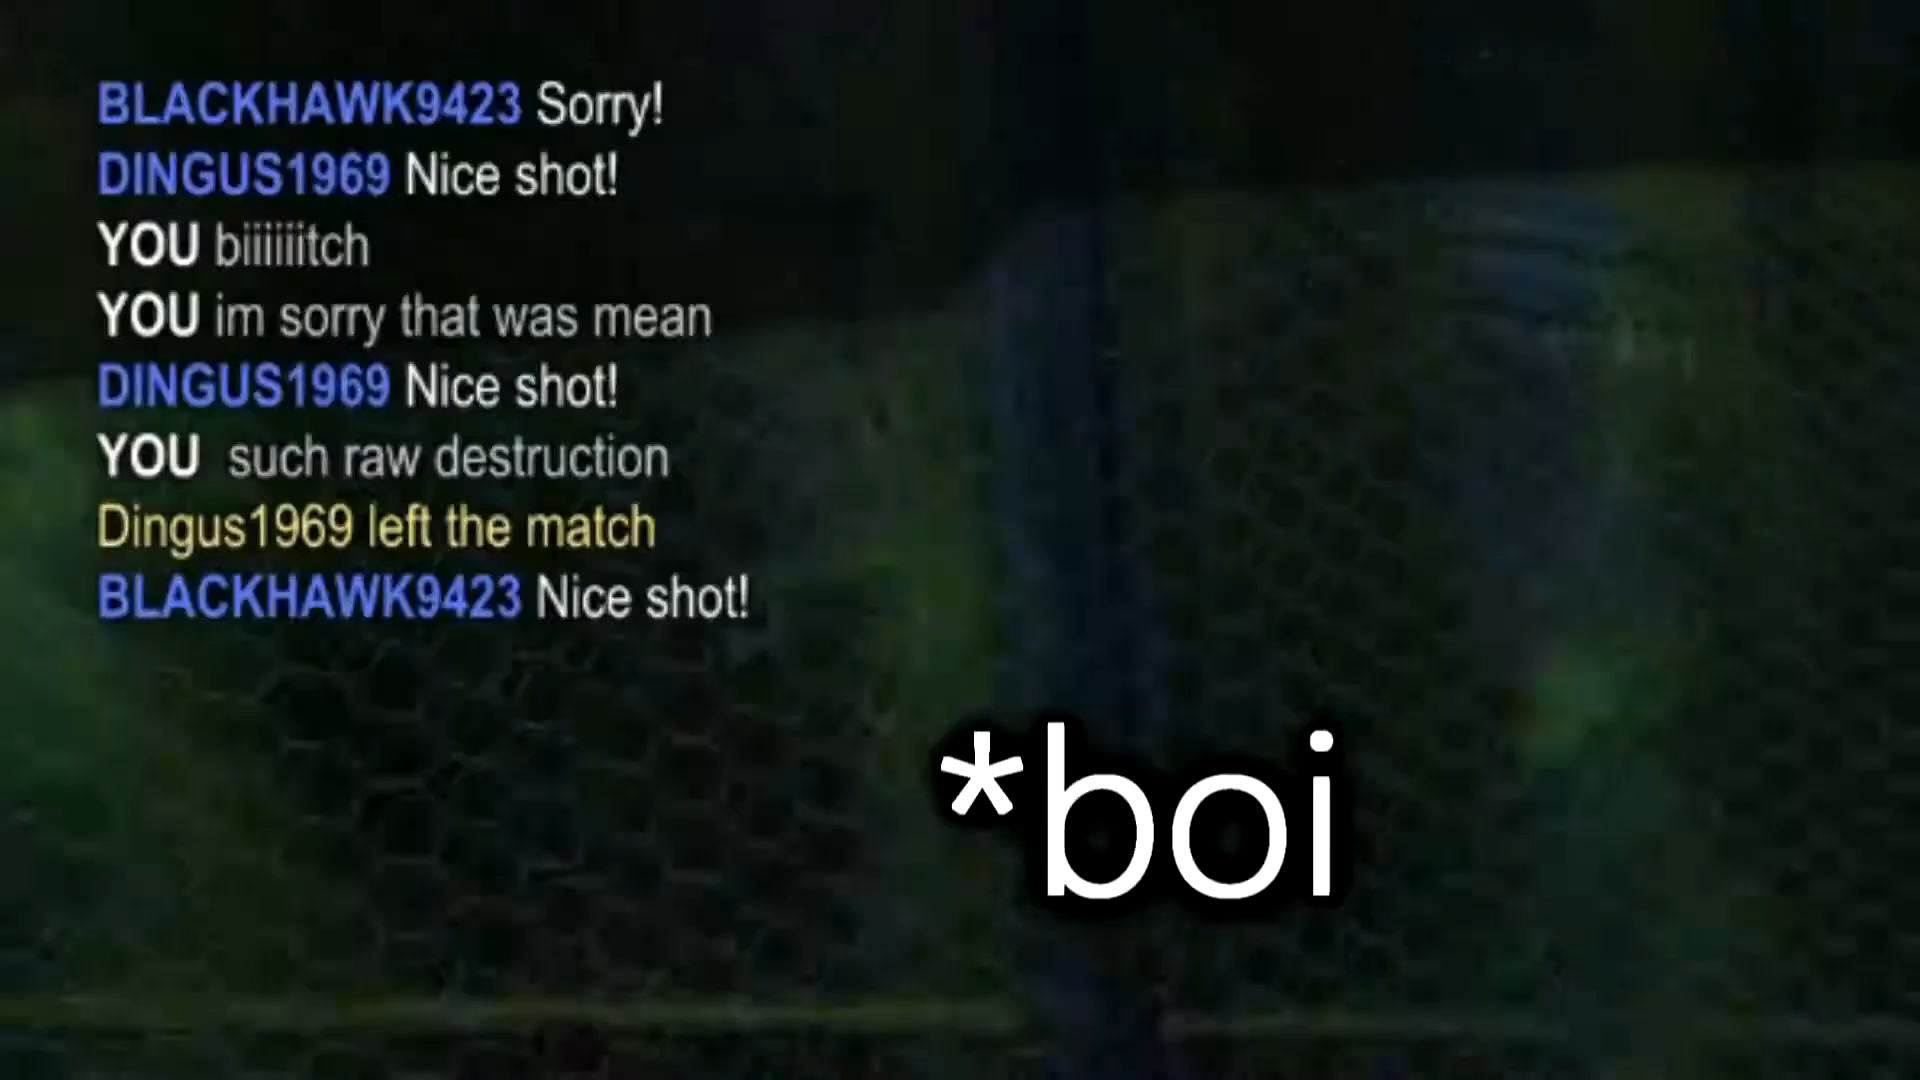 BLACKHAWK9423 Sorry!
DINGUS1969 Nice shot!
YOU biiiiiitch
YOU im sorry that was mean
DINGUS1969 Nice shot!
YOU such raw destruction
Dingus1969 left the match
BLACKHAWK9423 Nice shot!
*boi